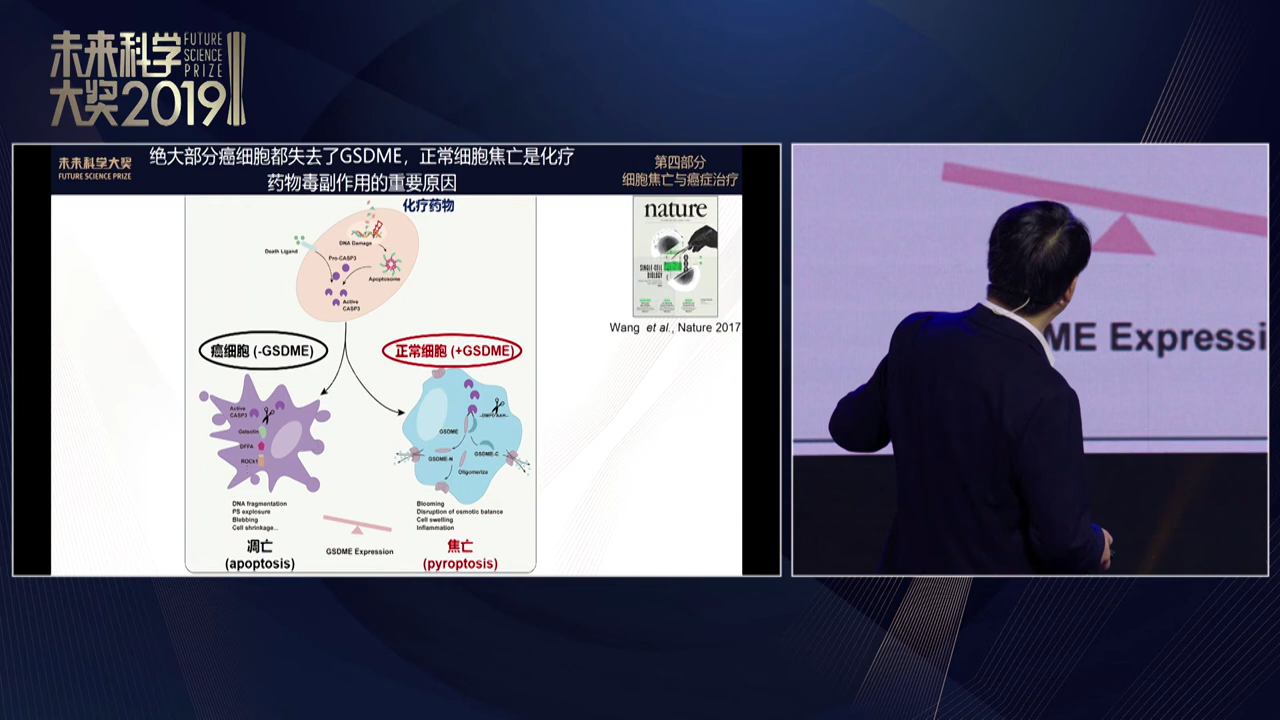 未来科学
大奖2019
FUTURE
SCIENCE
PRIZE
未来科学大奖
FUTURE SCIENCE PRIZE
绝大部分癌细胞都失去了GSDME，正常细胞焦亡是化疗
药物毒副作用的重要原因
第四部分
细胞焦亡与癌症治疗
化疗药物
DNA Damage
Death Ligand
Pro-CASP3
Apoptosome
Active
CASP3
nature
SINGLE-CELL
BIOLOGY
Wang et al., Nature 2017
癌细胞 (-GSDME)
正常细胞 (+GSDME)
Active
CASP3
Gelsolin
DFFA
ROCK1
GSDME
GSDME-N
GSDME-C
Oligomerize
DNA fragmentation
PS explosure
Blebbing
Cell shrinkage...
Blooming
Disruption of osmotic balance
Cell swelling
Inflammation
GSDME Expression
凋亡
(apoptosis)
焦亡
(pyroptosis)
ME Expressi